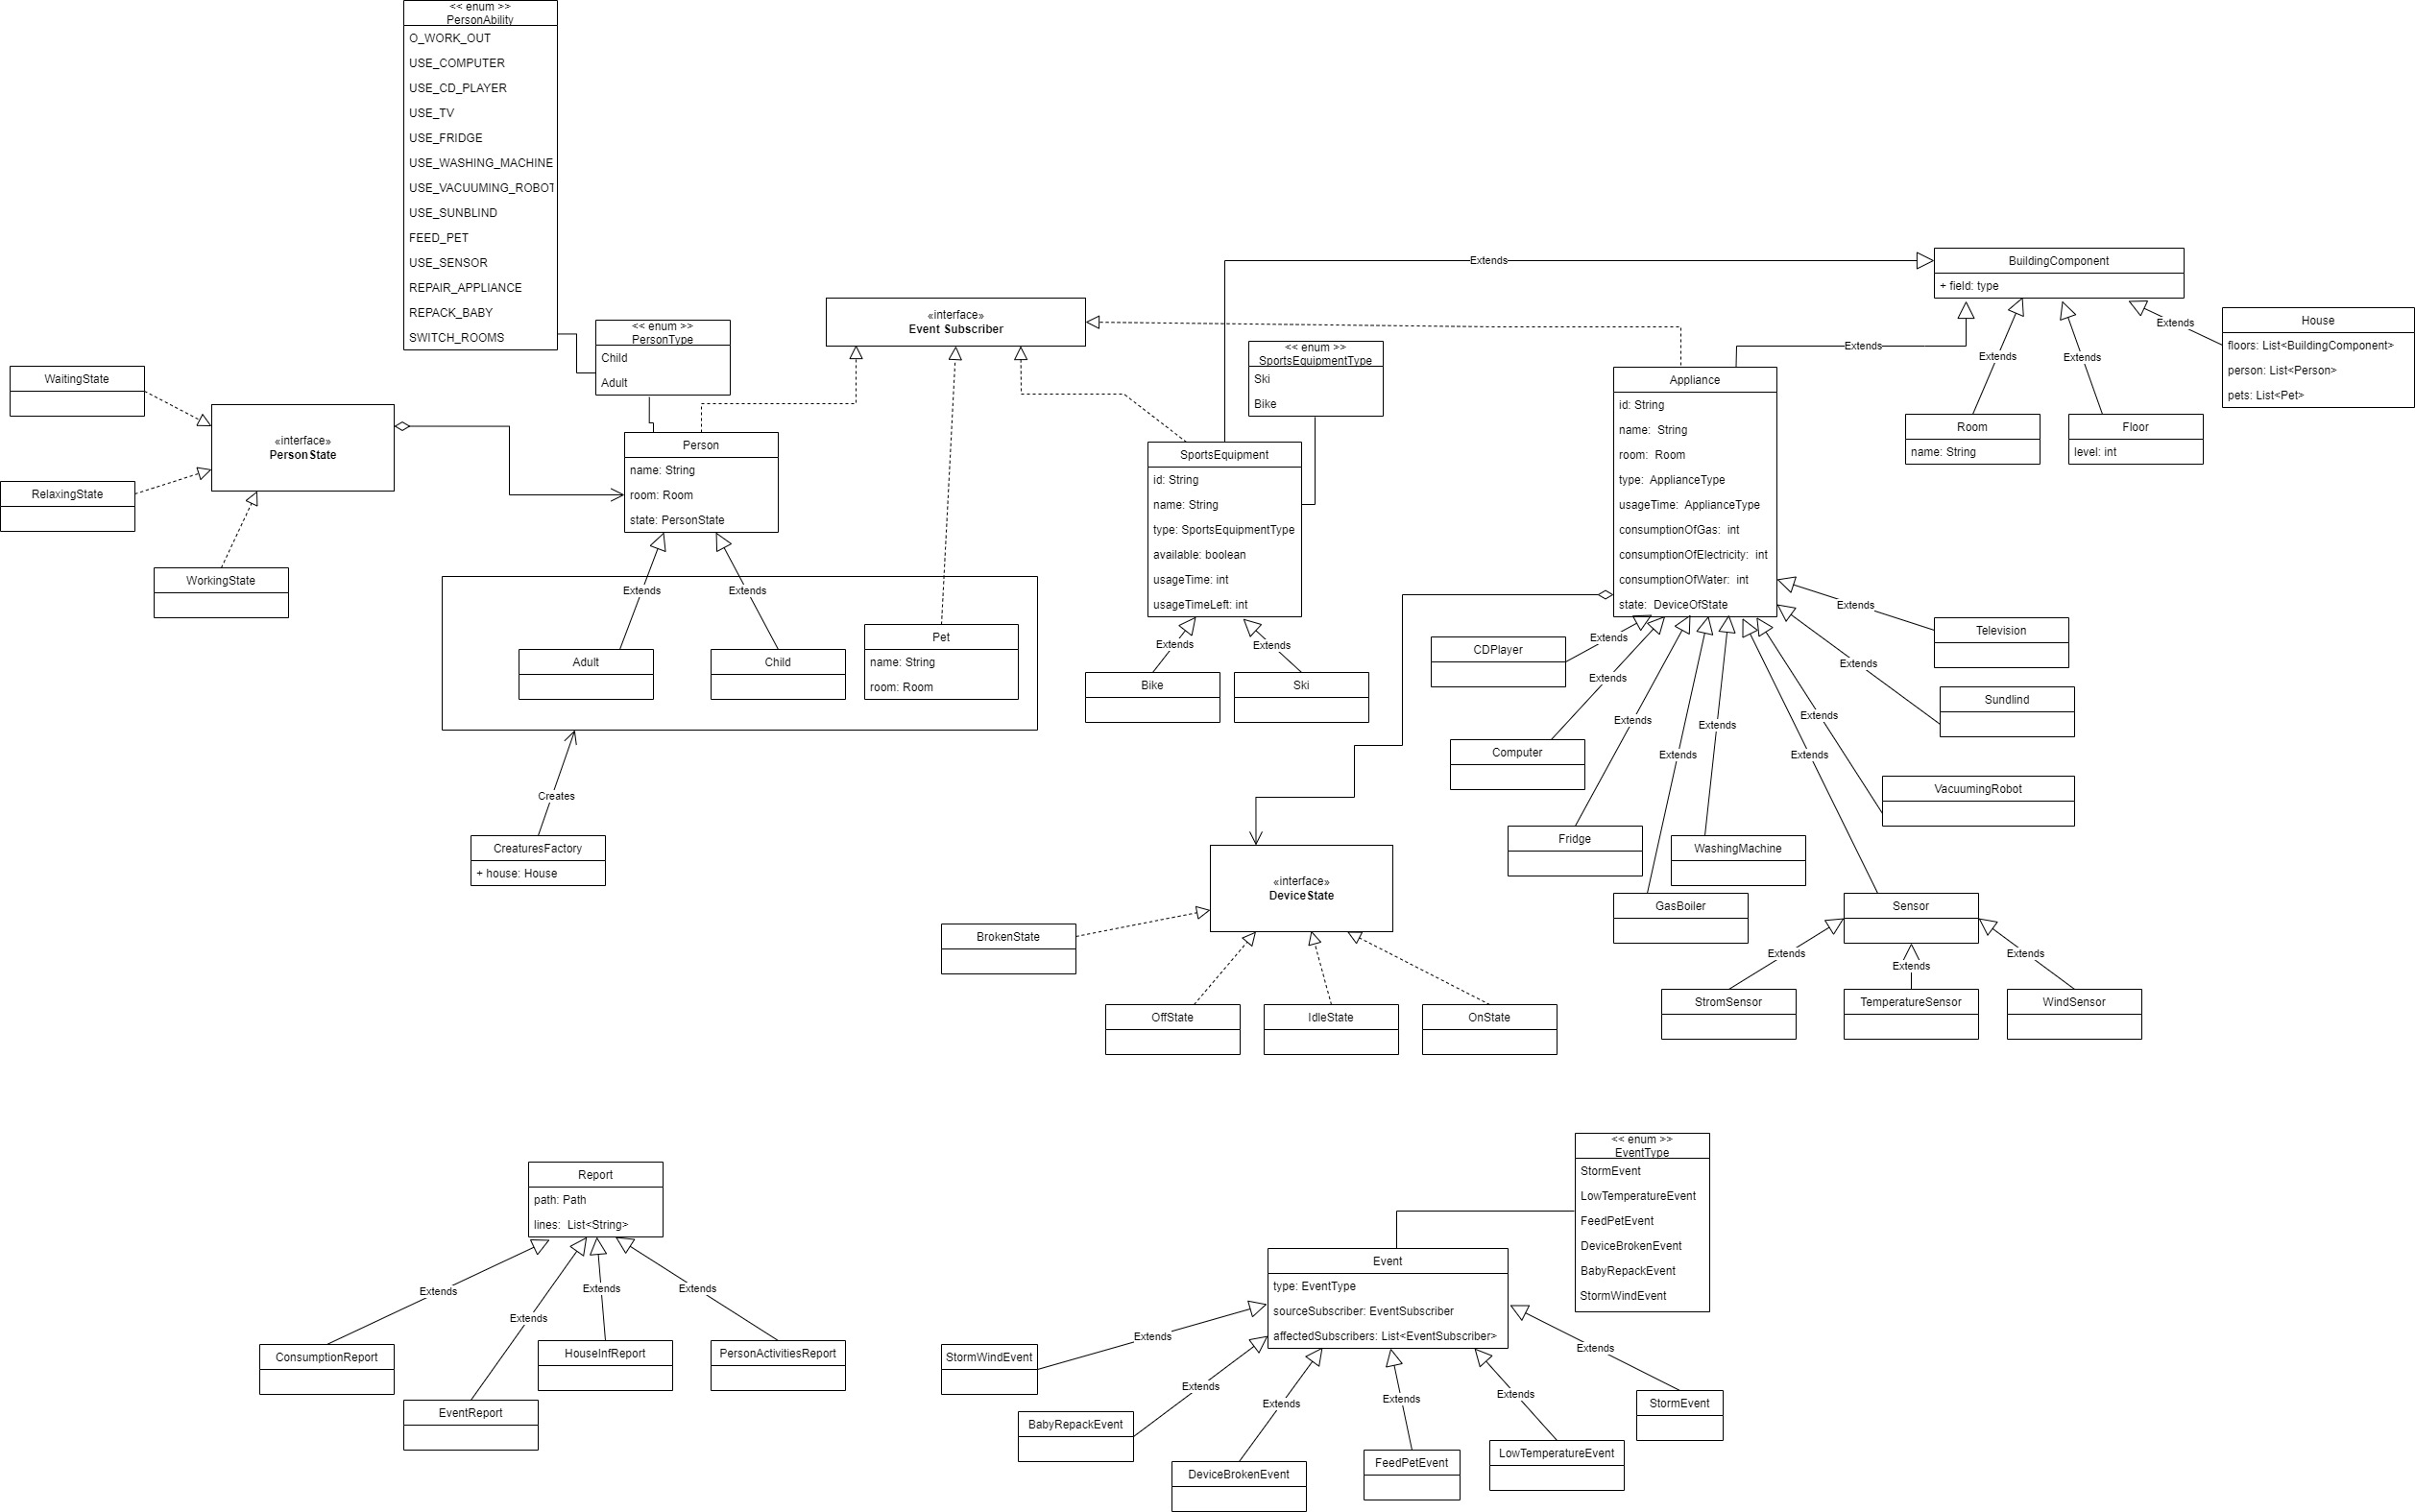 << enum >>
PersonAbility
O_WORK_OUT
USE_COMPUTER
USE_CD_PLAYER
USE_TV
USE_FRIDGE
USE_WASHING_MACHINE
USE_VACUUMING_ROBOT
USE_SUNBLIND
FEED_PET
USE_SENSOR
REPAIR_APPLIANCE
REPACK_BABY
SWITCH_ROOMS
<< enum >>
PersonType
Child
Adult
«interface»
Event Subscriber
<< enum >>
SportsEquipmentType
Ski
Bike
Extends
BuildingComponent
+ field: type
Extends
Extends
Extends
Extends
House
floors: List<BuildingComponent>
person: List<Person>
pets: List<Pet>
Room
name: String
Floor
level: int
WaitingState
«interface»
PersonState
RelaxingState
WorkingState
Person
name: String
room: Room
state: PersonState
Extends
Extends
Adult
Child
Pet
name: String
room: Room
Creates
CreaturesFactory
+ house: House
SportsEquipment
id: String
name: String
type: SportsEquipmentType
available: boolean
usageTime: int
usageTimeLeft: int
Extends
Extends
Bike
Ski
Appliance
id: String
name:  String
room:  Room
type:  ApplianceType
usageTime:  ApplianceType
consumptionOfGas:  int
consumptionOfElectricity:  int
consumptionOfWater:  int
state:  DeviceOfState
Extends
CDPlayer
Extends
Computer
Extends
Fridge
Extends
GasBoiler
Extends
WashingMachine
Extends
Sensor
Extends
VacuumingRobot
Extends
Sundlind
Extends
Television
Extends
Extends
Extends
StromSensor
TemperatureSensor
WindSensor
«interface»
DeviceState
BrokenState
OffState
IdleState
OnState
Report
path: Path
lines:  List<String>
Extends
Extends
Extends
Extends
ConsumptionReport
EventReport
HouseInfReport
PersonActivitiesReport
<< enum >>
EventType
StormEvent
LowTemperatureEvent
FeedPetEvent
DeviceBrokenEvent
BabyRepackEvent
StormWindEvent
Event
type: EventType
sourceSubscriber: EventSubscriber
affectedSubscribers: List<EventSubscriber>
Extends
Extends
Extends
Extends
Extends
Extends
StormWindEvent
BabyRepackEvent
DeviceBrokenEvent
FeedPetEvent
LowTemperatureEvent
StormEvent